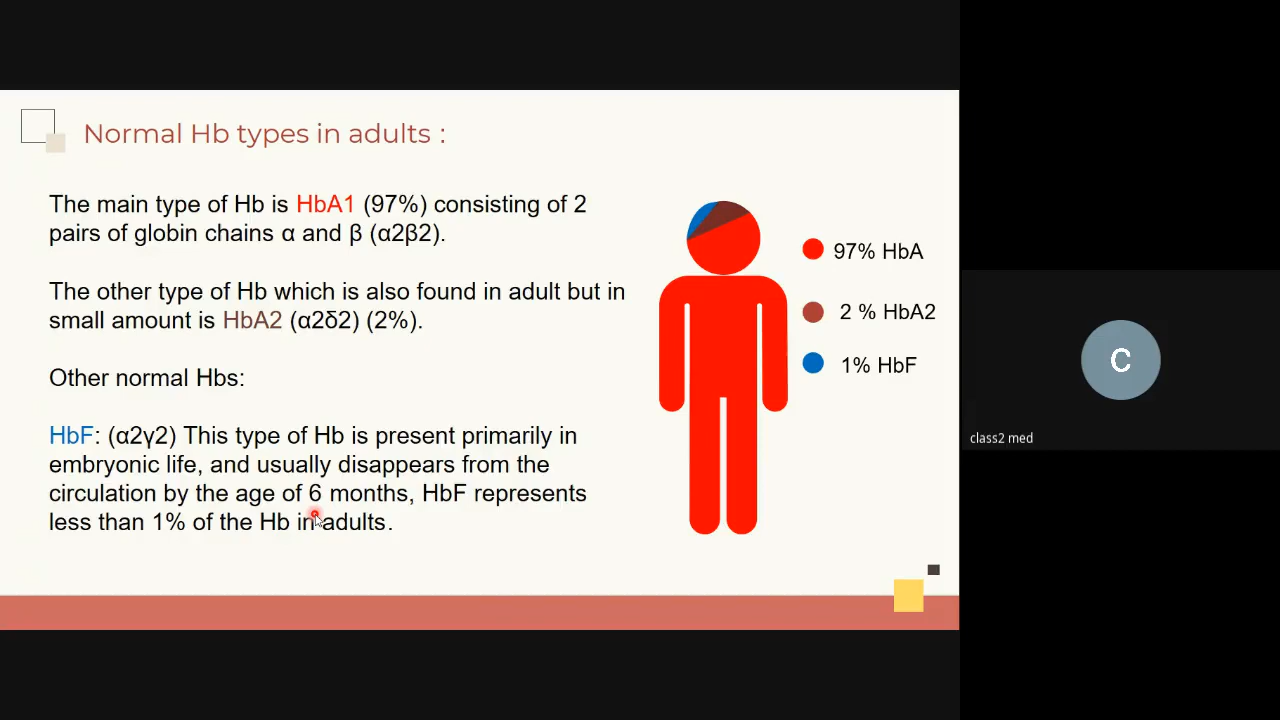 Normal Hb types in adults :
The main type of Hb is HbA1 (97%) consisting of 2
pairs of globin chains α and β (α2β2).
The other type of Hb which is also found in adult but in
small amount is HbA2 (α2δ2) (2%).
Other normal Hbs:
HbF: (α2γ2) This type of Hb is present primarily in
embryonic life, and usually disappears from the
circulation by the age of 6 months, HbF represents
less than 1% of the Hb in adults.
97% HbA
2 % HbA2
1% HbF
C
class2 med